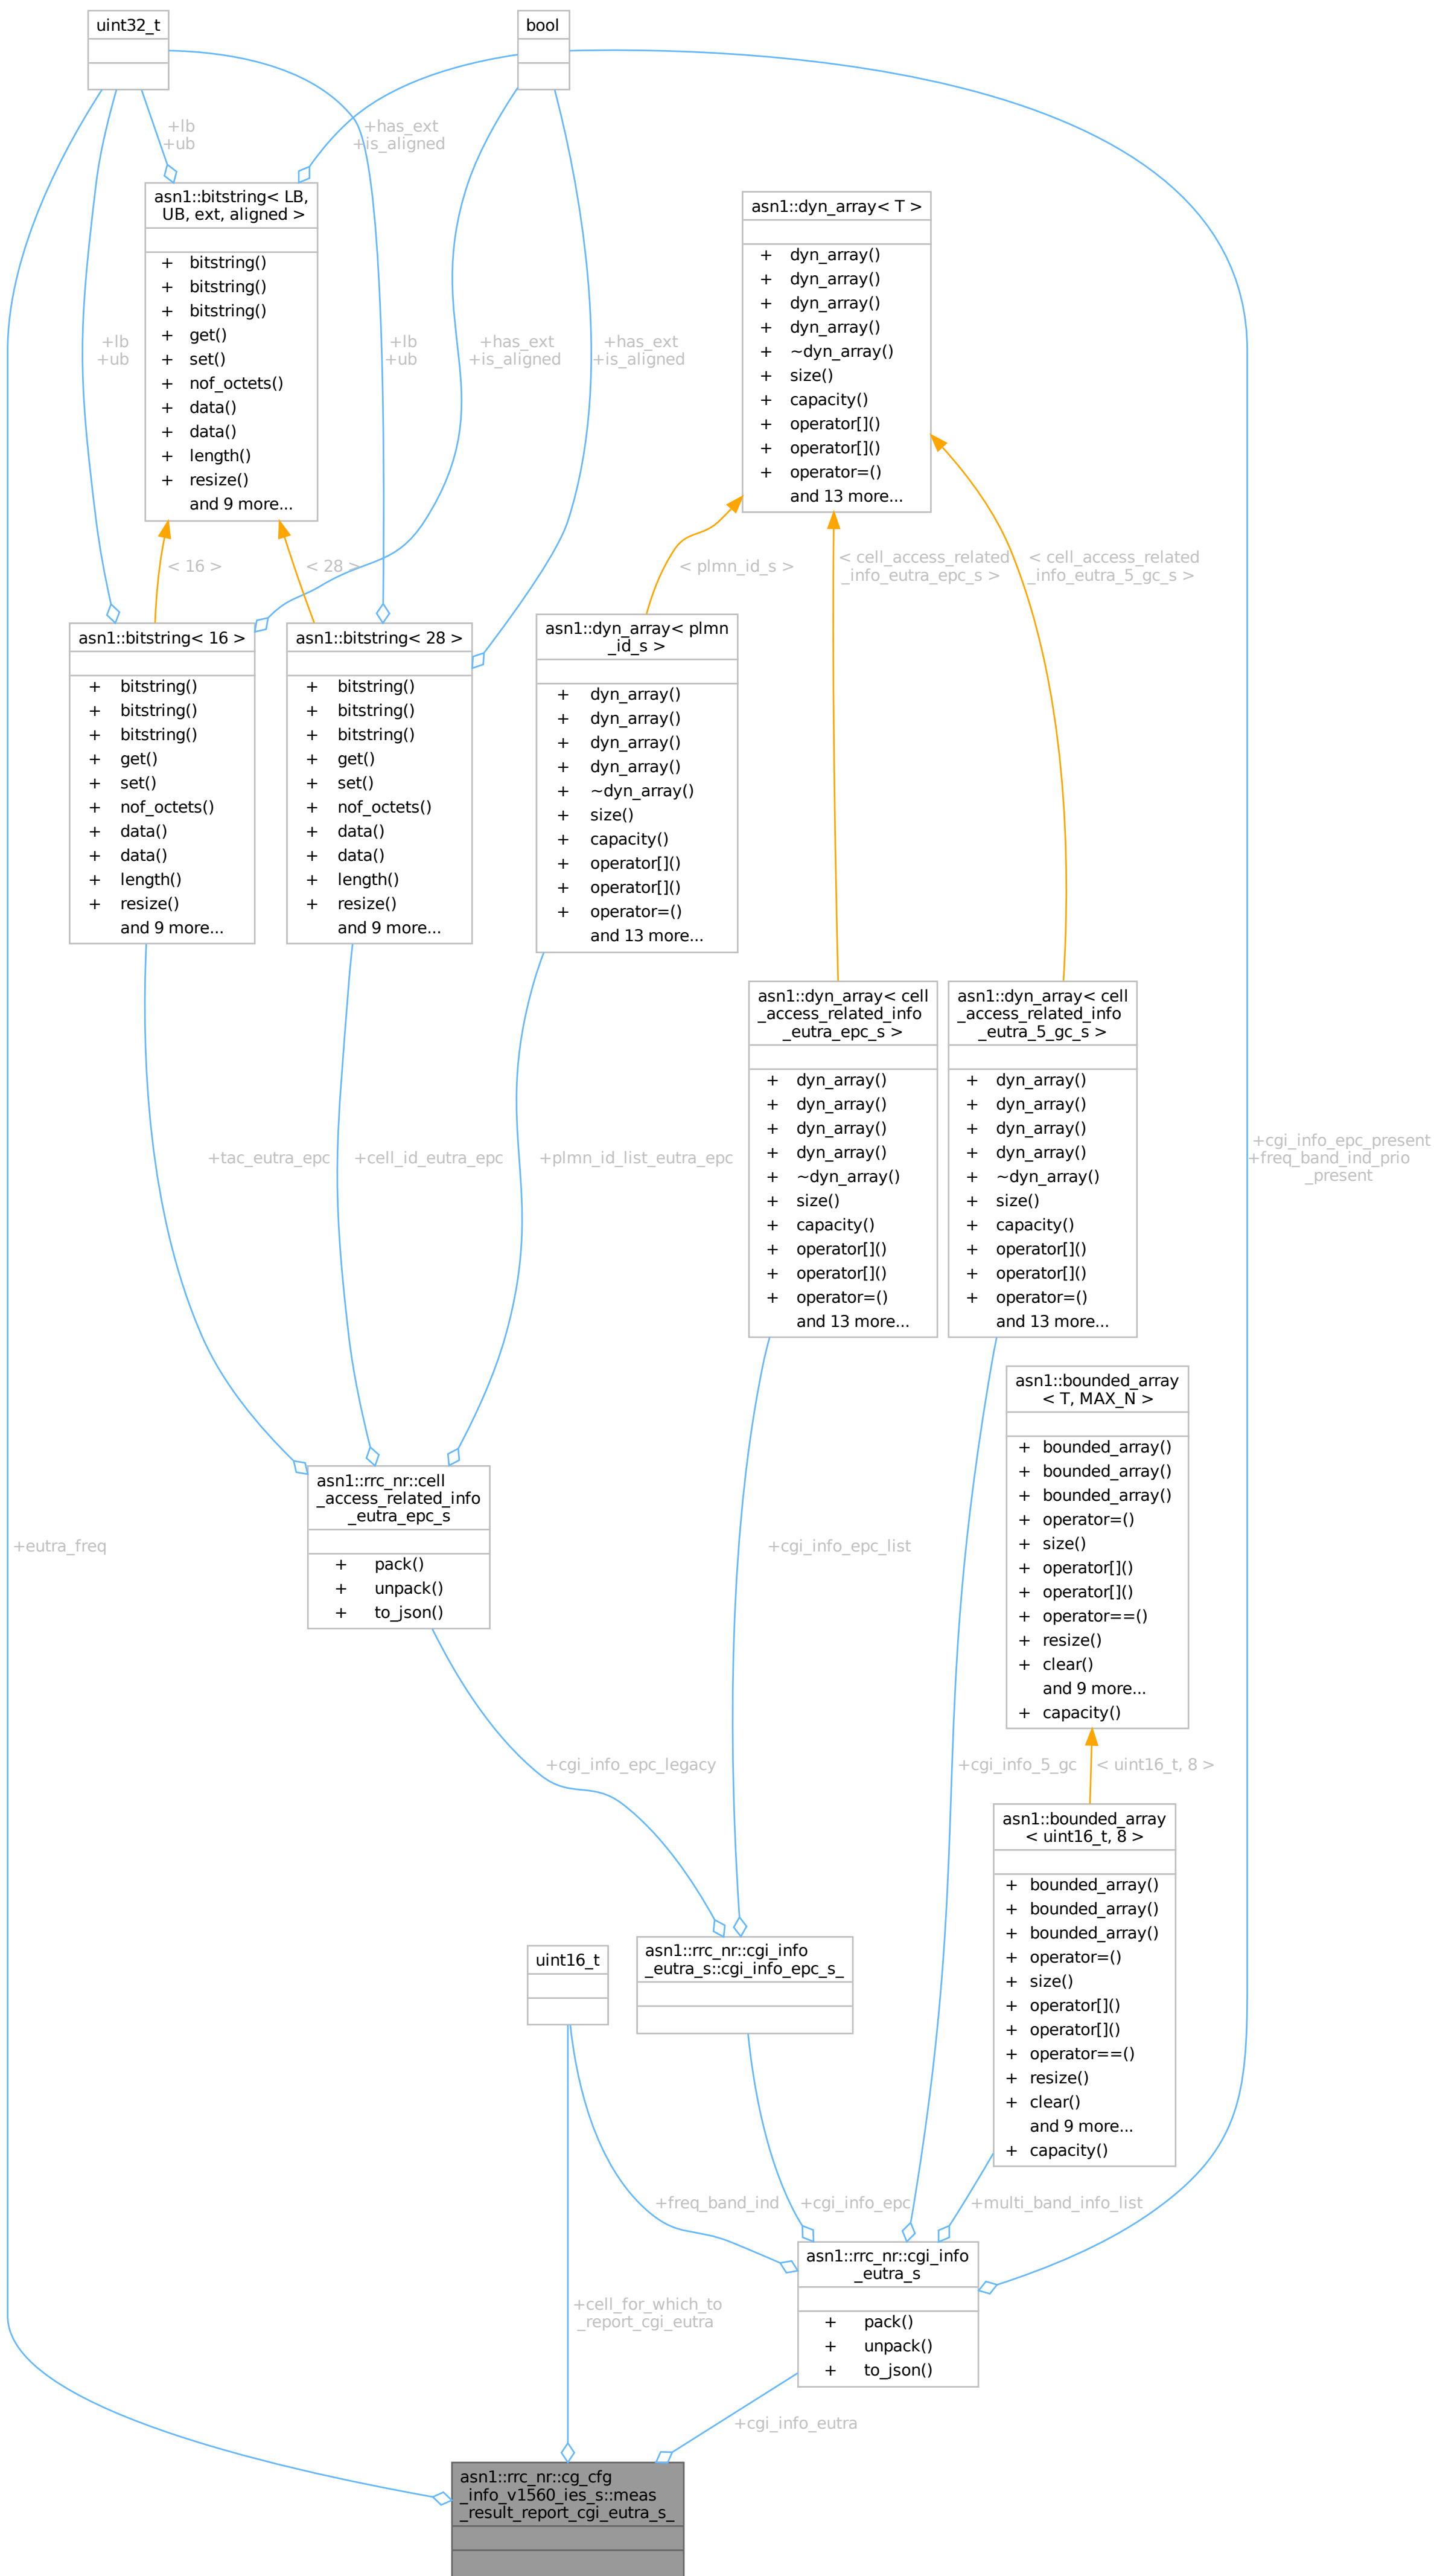 uint32_t
bool
+lb
+ub
+has_ext
+is_aligned
asn1::bitstring< LB,
UB, ext, aligned >
+ bitstring()
+ bitstring()
+ bitstring()
+ get()
+ set()
+ nof_octets()
+ data()
+ data()
+ length()
+ resize()
and 9 more...
asn1::dyn_array< T >
+ dyn_array()
+ dyn_array()
+ dyn_array()
+ dyn_array()
+ ~dyn_array()
+ size()
+ capacity()
+ operator[]()
+ operator[]()
+ operator=()
and 13 more...
+lb
+ub
+lb
+ub
+has_ext
+is_aligned
+has_ext
+is_aligned
< 16 >
< 28 >
< plmn_id_s >
< cell_access_related
_info_eutra_epc_s >
< cell_access_related
_info_eutra_5_gc_s >
asn1::bitstring< 16 >
+ bitstring()
+ bitstring()
+ bitstring()
+ get()
+ set()
+ nof_octets()
+ data()
+ data()
+ length()
+ resize()
and 9 more...
asn1::bitstring< 28 >
+ bitstring()
+ bitstring()
+ bitstring()
+ get()
+ set()
+ nof_octets()
+ data()
+ data()
+ length()
+ resize()
and 9 more...
asn1::dyn_array< plmn
_id_s >
+ dyn_array()
+ dyn_array()
+ dyn_array()
+ dyn_array()
+ ~dyn_array()
+ size()
+ capacity()
+ operator[]()
+ operator[]()
+ operator=()
and 13 more...
asn1::dyn_array< cell
_access_related_info
_eutra_epc_s >
+ dyn_array()
+ dyn_array()
+ dyn_array()
+ dyn_array()
+ ~dyn_array()
+ size()
+ capacity()
+ operator[]()
+ operator[]()
+ operator=()
and 13 more...
asn1::dyn_array< cell
_access_related_info
_eutra_5_gc_s >
+ dyn_array()
+ dyn_array()
+ dyn_array()
+ dyn_array()
+ ~dyn_array()
+ size()
+ capacity()
+ operator[]()
+ operator[]()
+ operator=()
and 13 more...
+tac_eutra_epc
+cell_id_eutra_epc
+plmn_id_list_eutra_epc
+cgi_info_epc_present
+freq_band_ind_prio
_present
asn1::bounded_array
< T, MAX_N >
+ bounded_array()
+ bounded_array()
+ bounded_array()
+ operator=()
+ size()
+ operator[]()
+ operator[]()
+ operator==()
+ resize()
+ clear()
and 9 more...
+ capacity()
asn1::rrc_nr::cell
_access_related_info
_eutra_epc_s
+ pack()
+ unpack()
+ to_json()
+eutra_freq
+cgi_info_epc_list
+cgi_info_epc_legacy
+cgi_info_5_gc
< uint16_t, 8 >
asn1::bounded_array
< uint16_t, 8 >
+ bounded_array()
+ bounded_array()
+ bounded_array()
+ operator=()
+ size()
+ operator[]()
+ operator[]()
+ operator==()
+ resize()
+ clear()
and 9 more...
+ capacity()
uint16_t
asn1::rrc_nr::cgi_info
_eutra_s::cgi_info_epc_s_
+freq_band_ind
+cgi_info_epc
+multi_band_info_list
asn1::rrc_nr::cgi_info
_eutra_s
+ pack()
+ unpack()
+ to_json()
+cell_for_which_to
_report_cgi_eutra
+cgi_info_eutra
asn1::rrc_nr::cg_cfg
_info_v1560_ies_s::meas
_result_report_cgi_eutra_s_